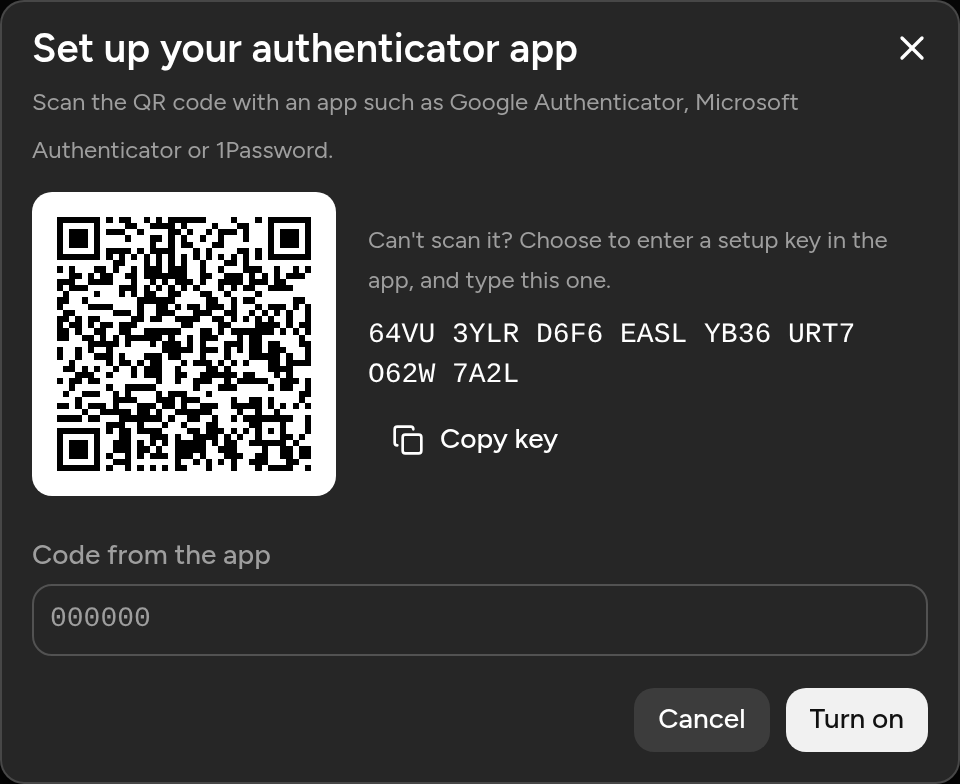 Set up your authenticator app
Scan the QR code with an app such as Google Authenticator, Microsoft
Authenticator or 1Password.
Can't scan it? Choose to enter a setup key in the
app, and type this one.
64VU 3YLR D6F6 EASL YB36 URT7
O62W 7A2L
Copy key
Code from the app
000000
Cancel
Turn on